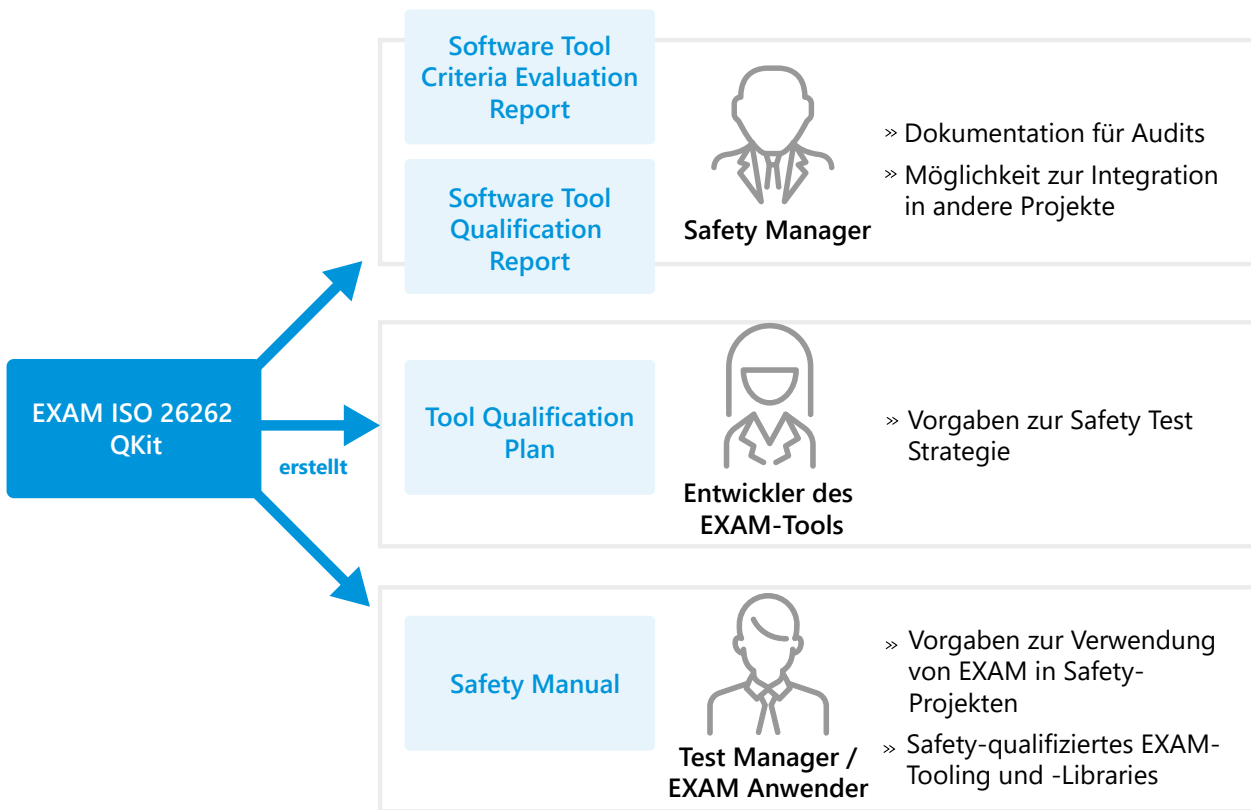 EXAM ISO 26262
QKit
erstellt
Software Tool
Criteria Evaluation
Report
Software Tool
Qualification
Report
Safety Manager
» Dokumentation für Audits
» Möglichkeit zur Integration
in andere Projekte
Tool Qualification
Plan
Entwickler des
EXAM-Tools
» Vorgaben zur Safety Test
Strategie
Safety Manual
Test Manager /
EXAM Anwender
» Vorgaben zur Verwendung
von EXAM in Safety-
Projekten
» Safety-qualifiziertes EXAM-
Tooling und -Libraries